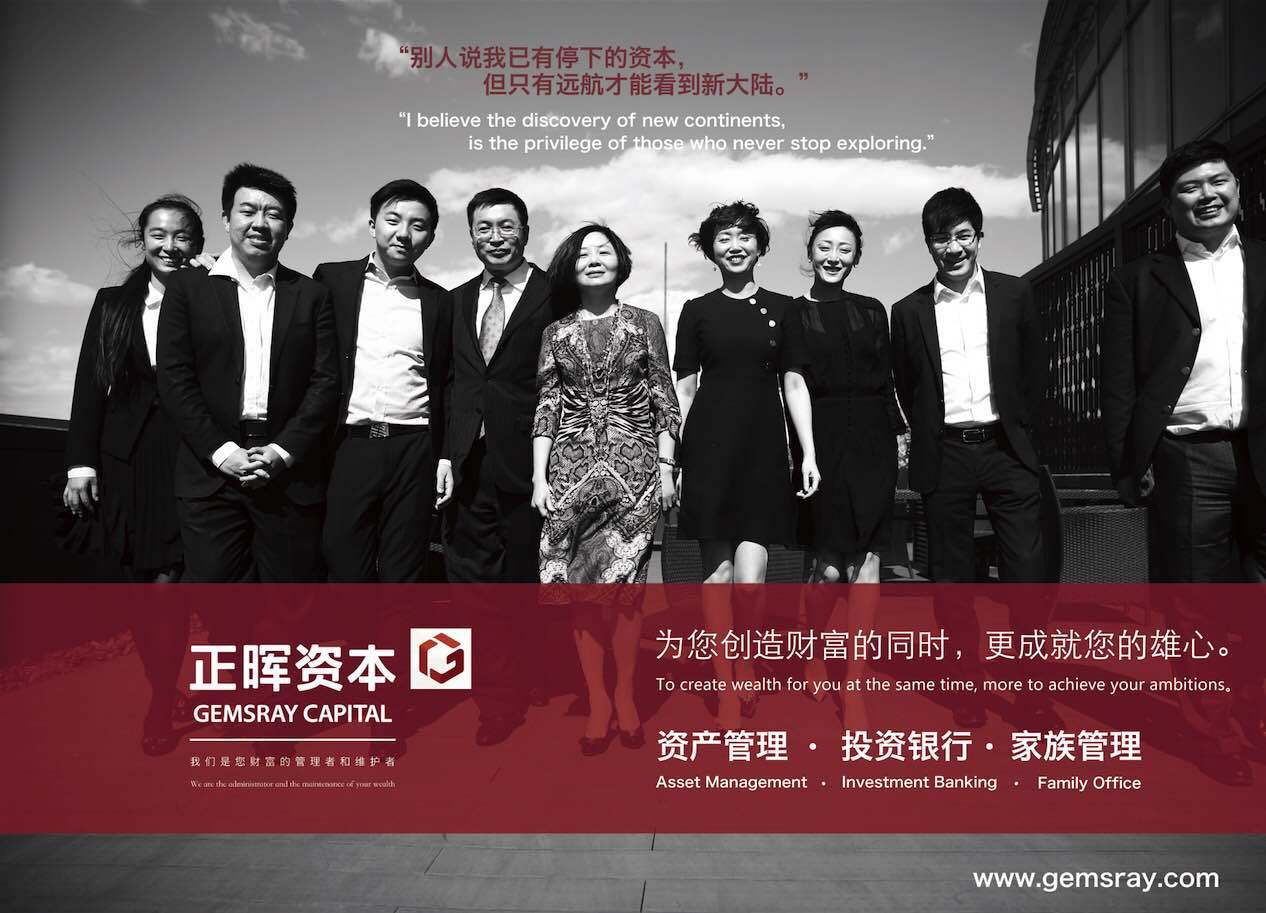 “别人说我已有停下的资本，
但只有远航才能看到新大陆。”
“I believe the discovery of new continents,
is the privilege of those who never stop exploring.”
正晖资本
GEMSRAY CAPITAL
我们是您财富的管理者和维护者
We are the administrator and the maintenance of your wealth
为您创造财富的同时，更成就您的雄心。
To create wealth for you at the same time, more to achieve your ambitions。
资产管理 · 投资银行 · 家族管理
Asset Management · Investment Banking · Family Office
www.gemsray.com